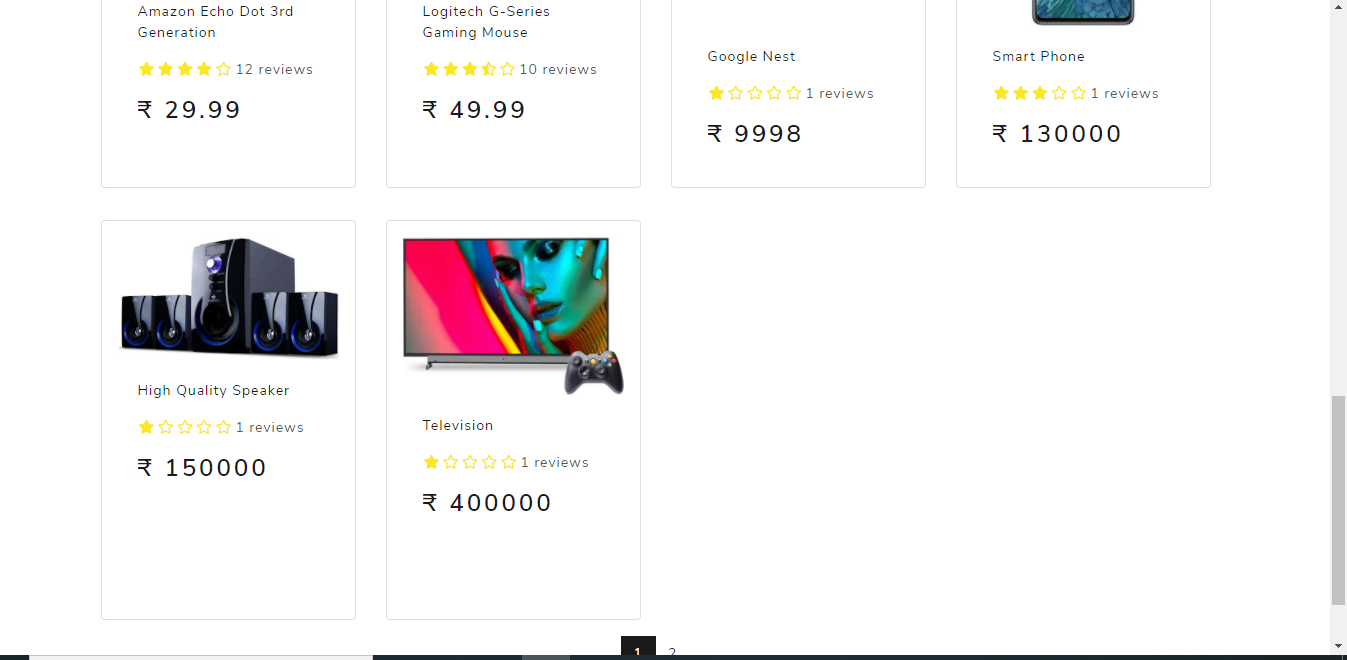 Amazon Echo Dot 3rd
Generation
12 reviews
₹ 29.99
Logitech G-Series
Gaming Mouse
10 reviews
₹ 49.99
Google Nest
1 reviews
₹ 9998
Smart Phone
1 reviews
₹ 130000
High Quality Speaker
1 reviews
₹ 150000
Television
1 reviews
₹ 400000
1 2